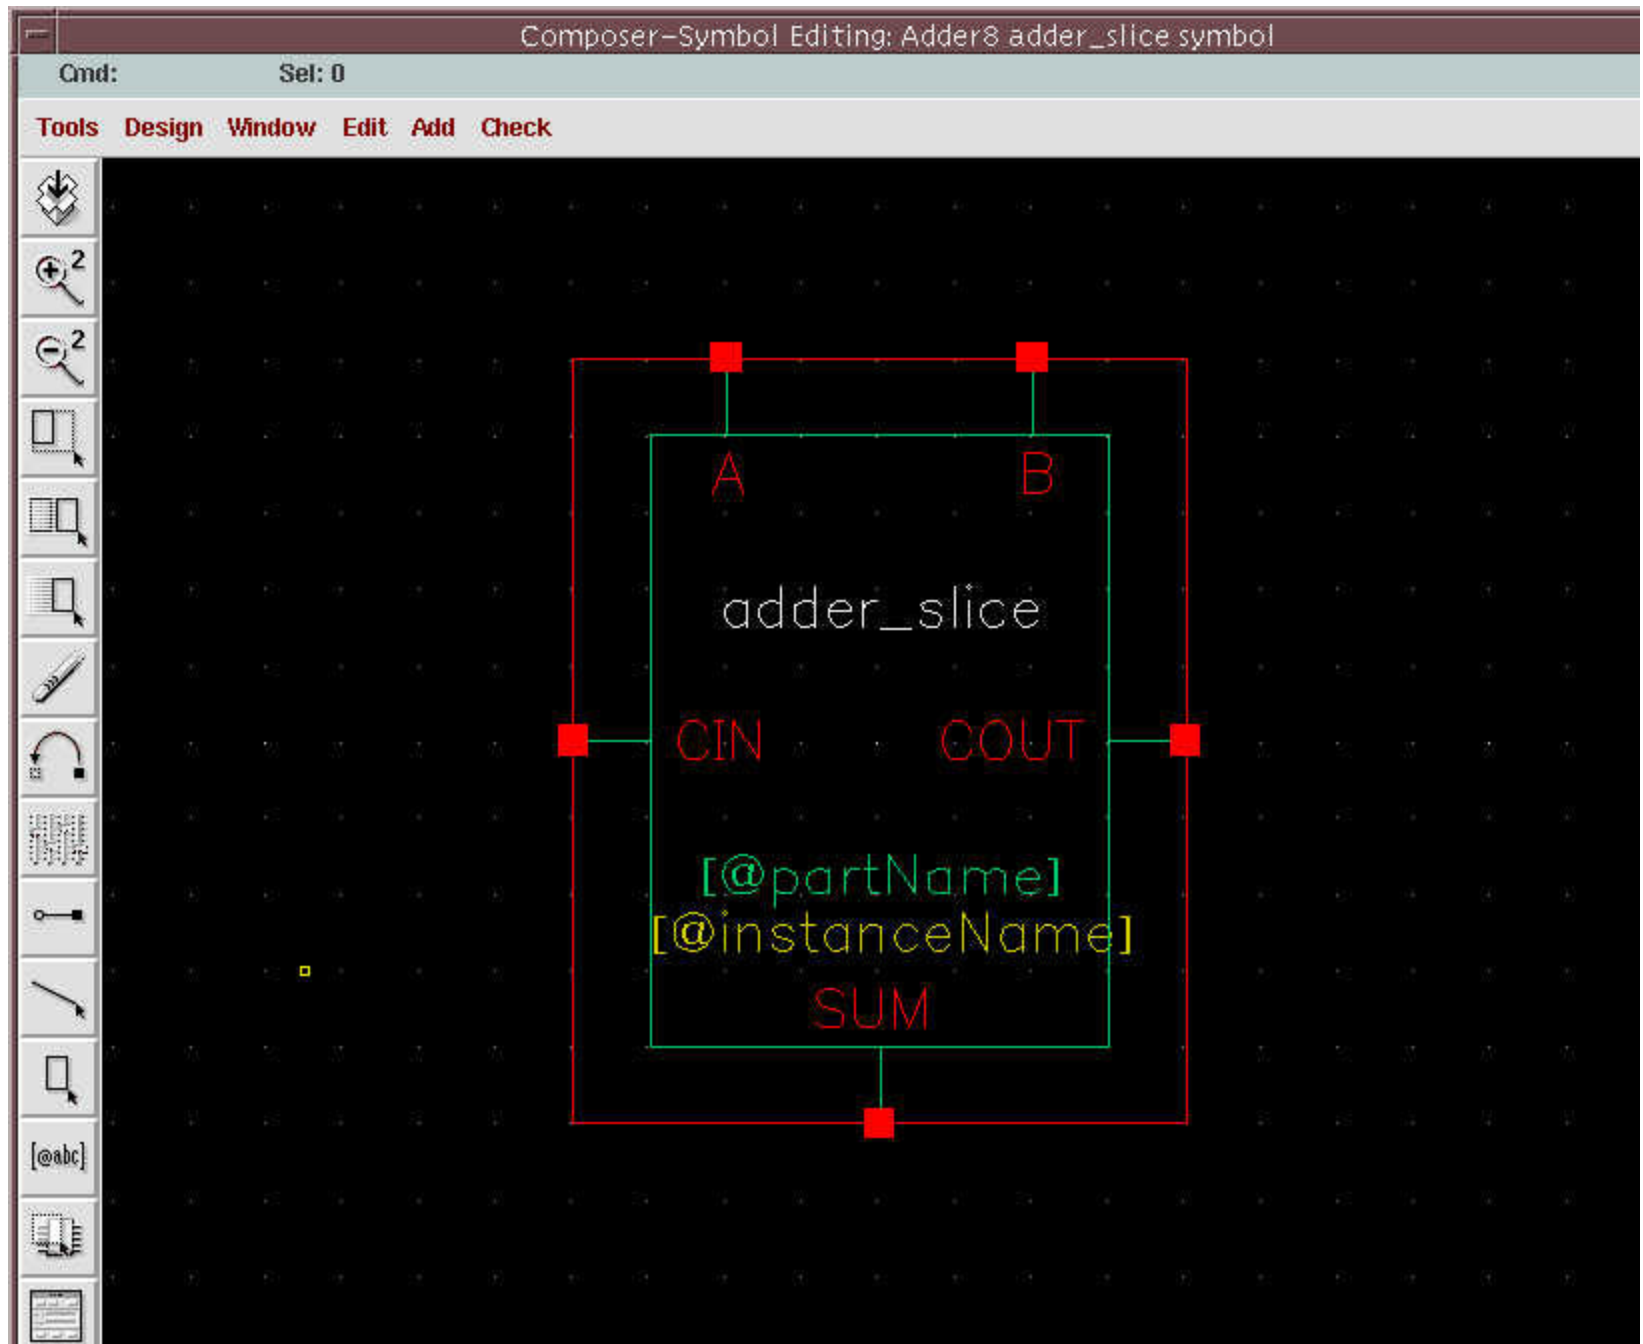 Composer-Symbol Editing: Adder8 adder_slice symbol
Cmd: Sel: 0
Tools Design Window Edit Add Check
2
2
A B
adder_slice
CIN COUT
[@partName]
[@instanceName]
SUM
[@abc]